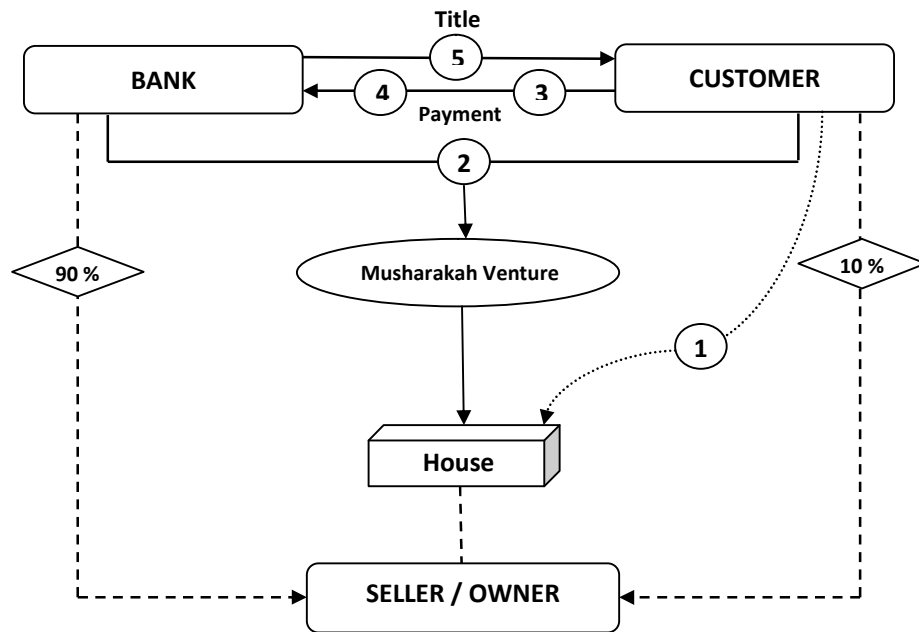 Title
5
BANK
CUSTOMER
4
3
Payment
2
90 %
Musharakah Venture
10 %
1
House
SELLER / OWNER